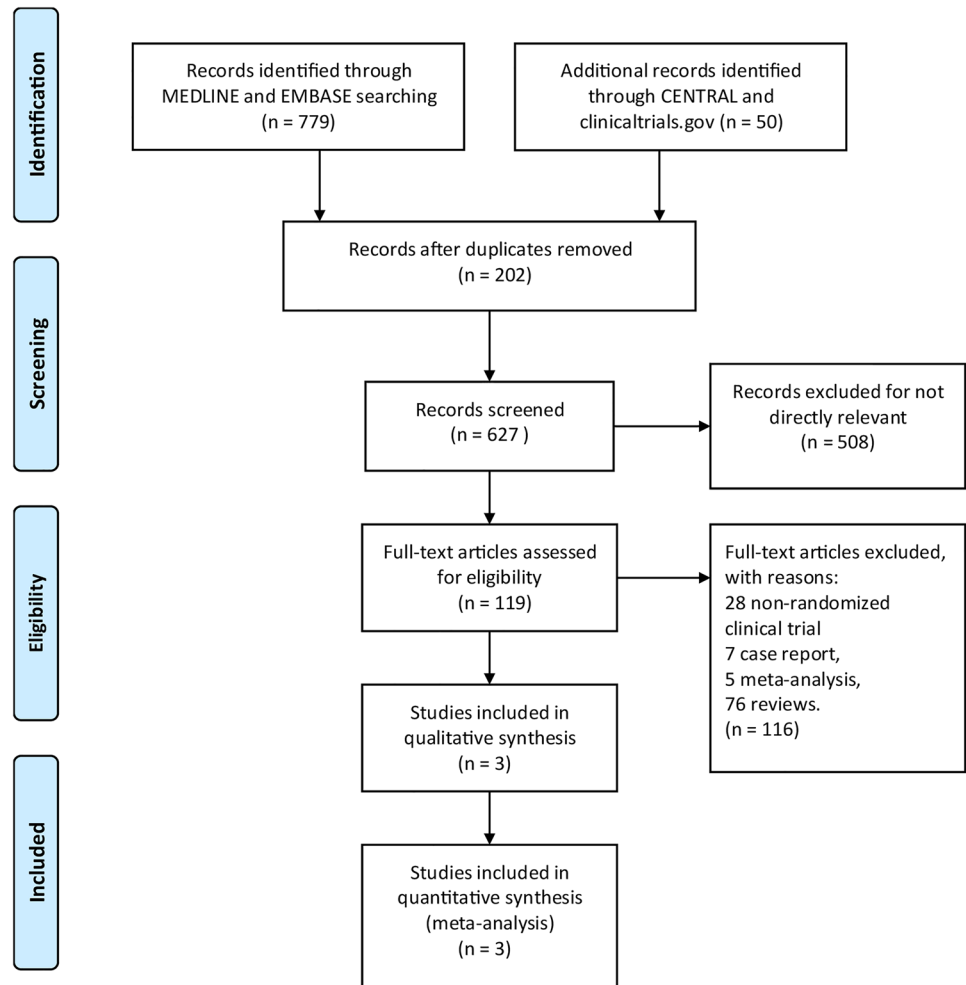 Identification
Records identified through
MEDLINE and EMBASE searching
(n = 779)
Additional records identified
through CENTRAL and
clinicaltrials.gov (n = 50)
Records after duplicates removed
(n = 202)
Screening
Records screened
(n = 627 )
Records excluded for not
directly relevant
(n = 508)
Eligibility
Full-text articles assessed
for eligibility
(n = 119)
Full-text articles excluded,
with reasons:
28 non-randomized
clinical trial
7 case report,
5 meta-analysis,
76 reviews.
(n = 116)
Studies included in
qualitative synthesis
(n = 3)
Included
Studies included in
quantitative synthesis
(meta-analysis)
(n = 3)